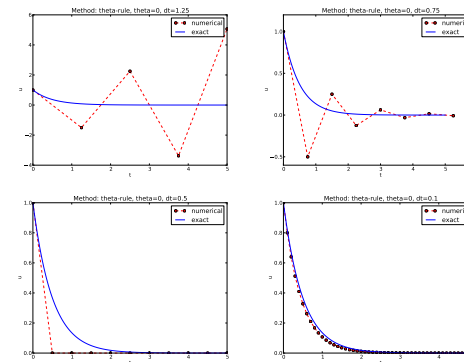 Method: theta-rule, theta=0, dt=1.25
6
4
2
0
−2
−4
0 1 2 3 4 5
u
t
numerical
exact
Method: theta-rule, theta=0, dt=0.75
1.0
0.5
0.0
−0.5
0 1 2 3 4 5
u
t
numerical
exact
Method: theta-rule, theta=0, dt=0.5
1.0
0.8
0.6
0.4
0.2
0.0
0 1 2 3 4 5
u
t
numerical
exact
Method: theta-rule, theta=0, dt=0.1
1.0
0.8
0.6
0.4
0.2
0.0
0 1 2 3 4
u
t
numerical
exact